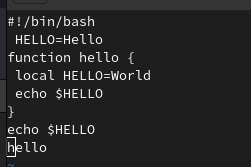 #!/bin/bash
 HELLO=Hello
function hello {
 local HELLO=World
 echo $HELLO
}
echo $HELLO
hello
~